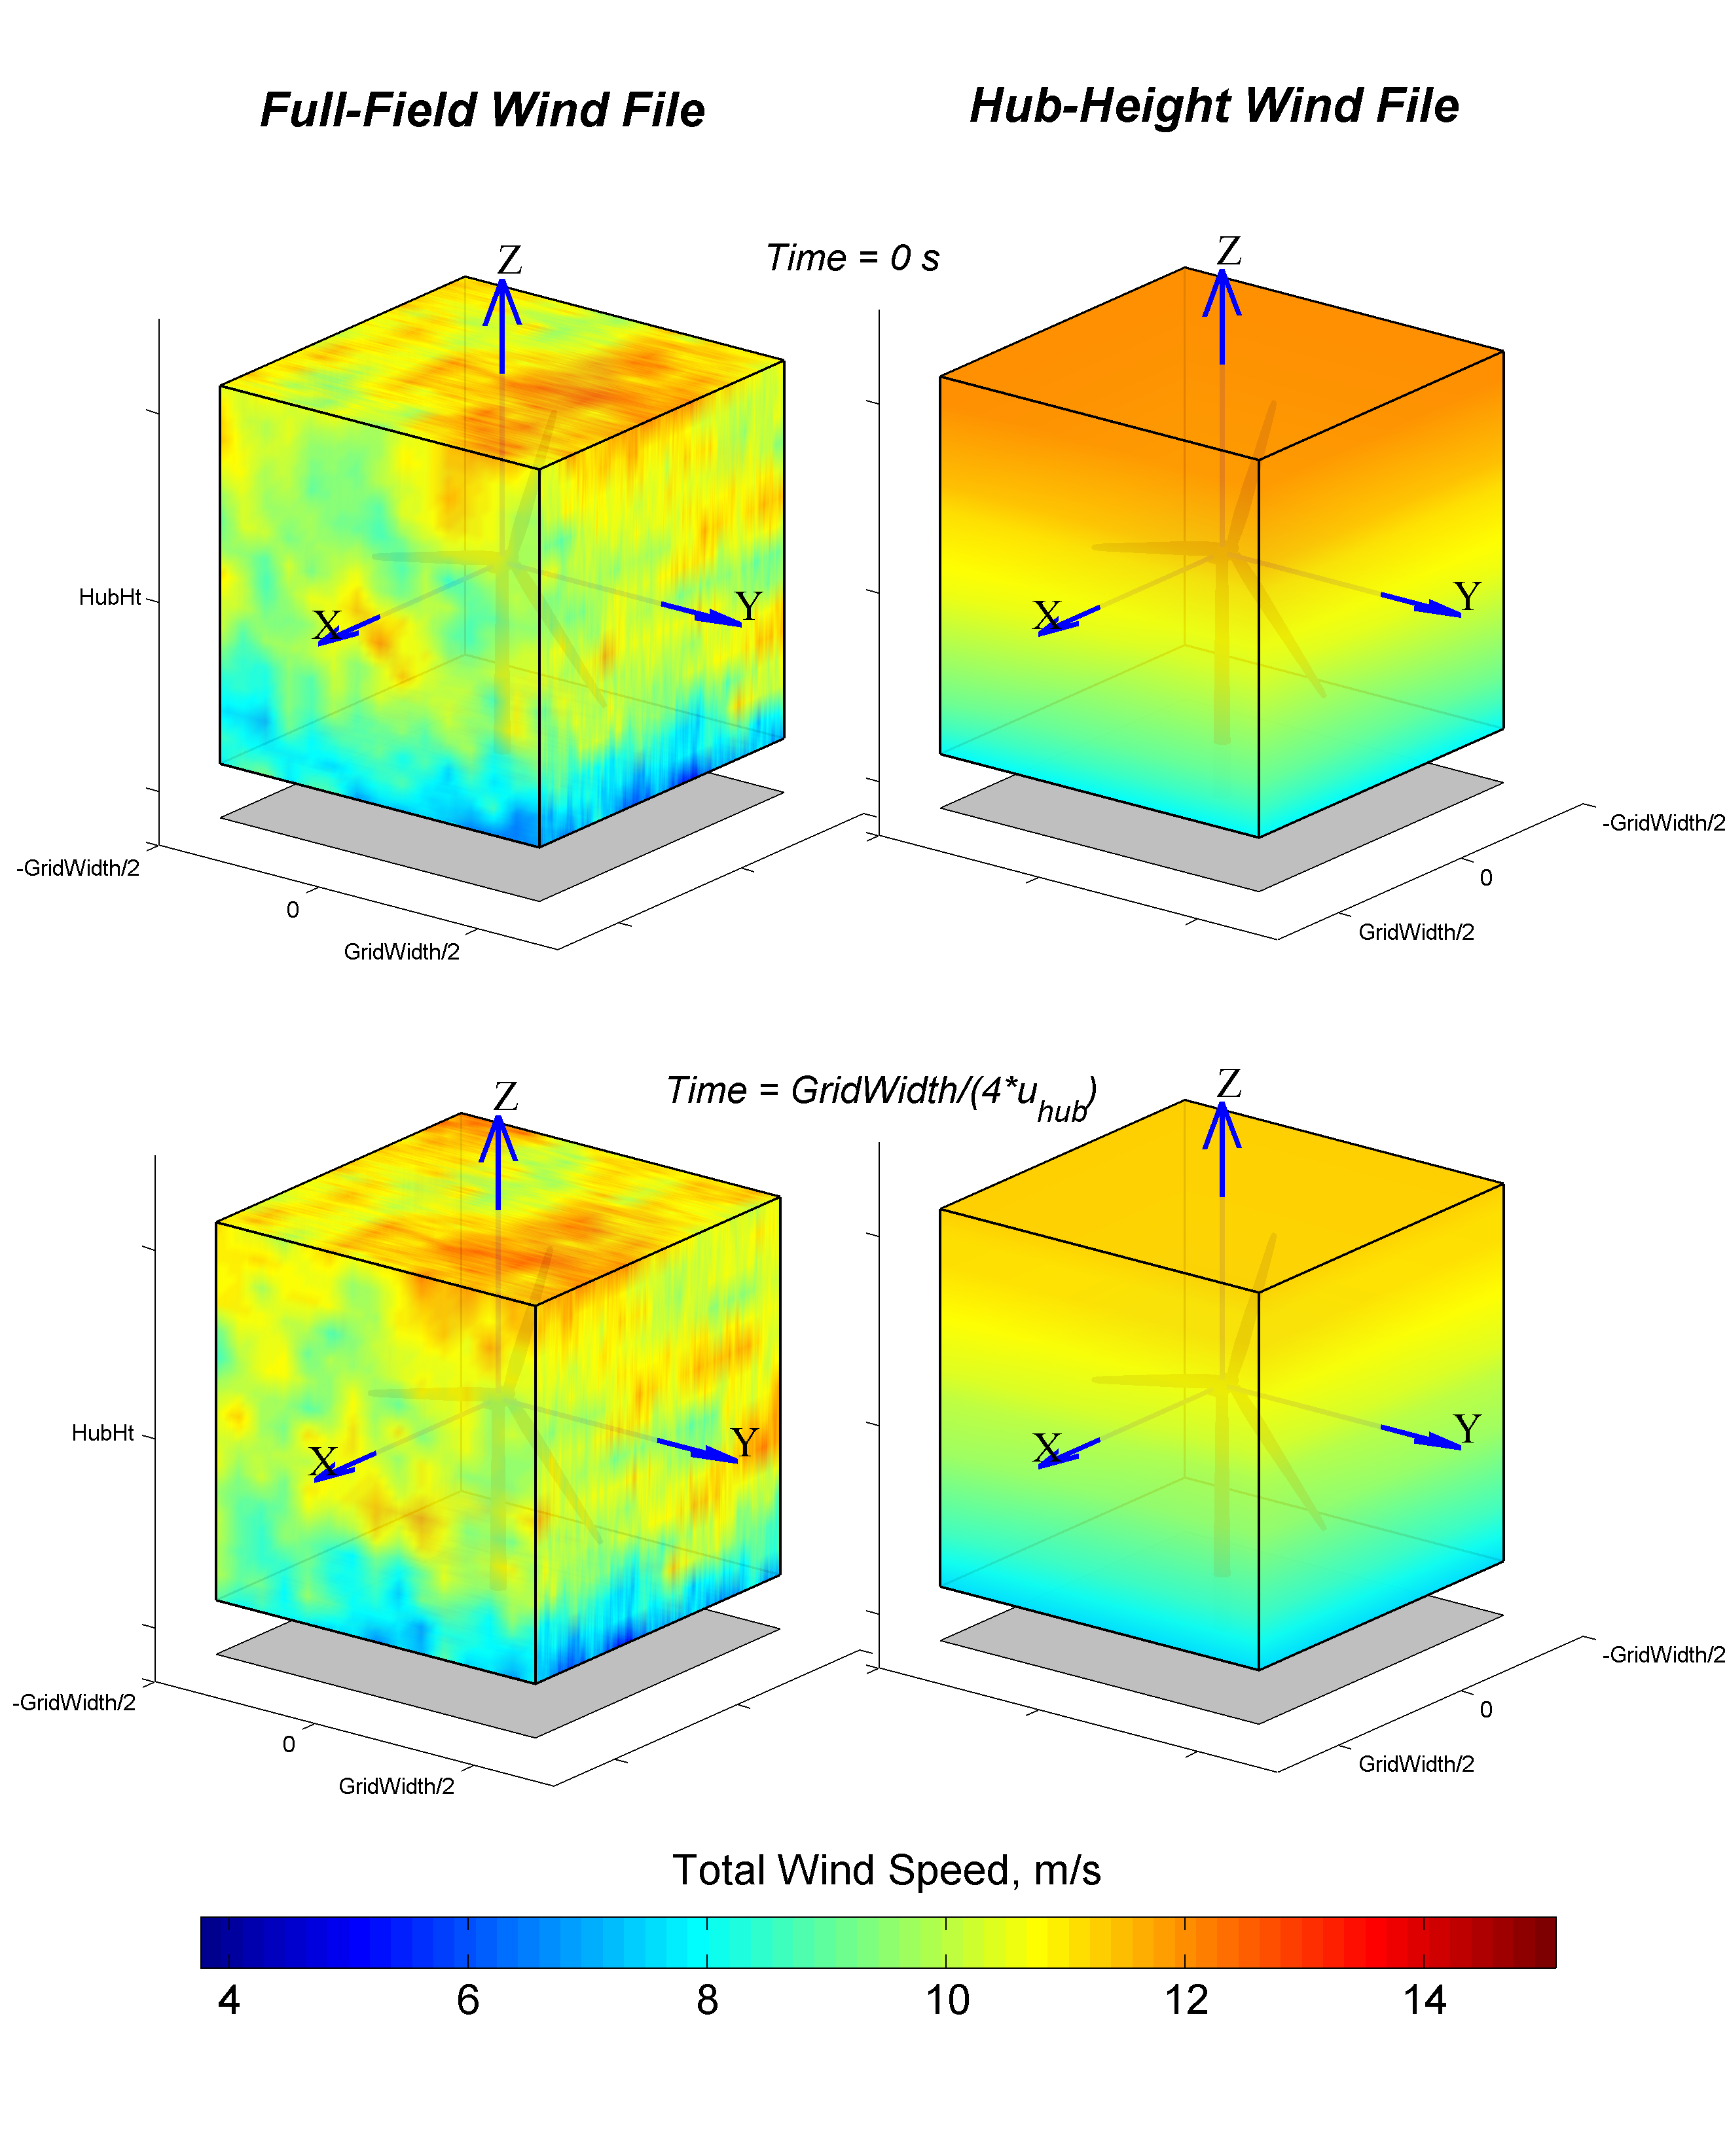 Full-Field Wind File
Hub-Height Wind File
Time = 0 s
Z
Z
X
Y
X
Y
HubHt
-GridWidth/2
0
GridWidth/2
-GridWidth/2
0
GridWidth/2
Time = GridWidth/(4*u_hub)
Z
Z
X
Y
X
Y
HubHt
-GridWidth/2
0
GridWidth/2
-GridWidth/2
0
GridWidth/2
Total Wind Speed, m/s
4 6 8 10 12 14